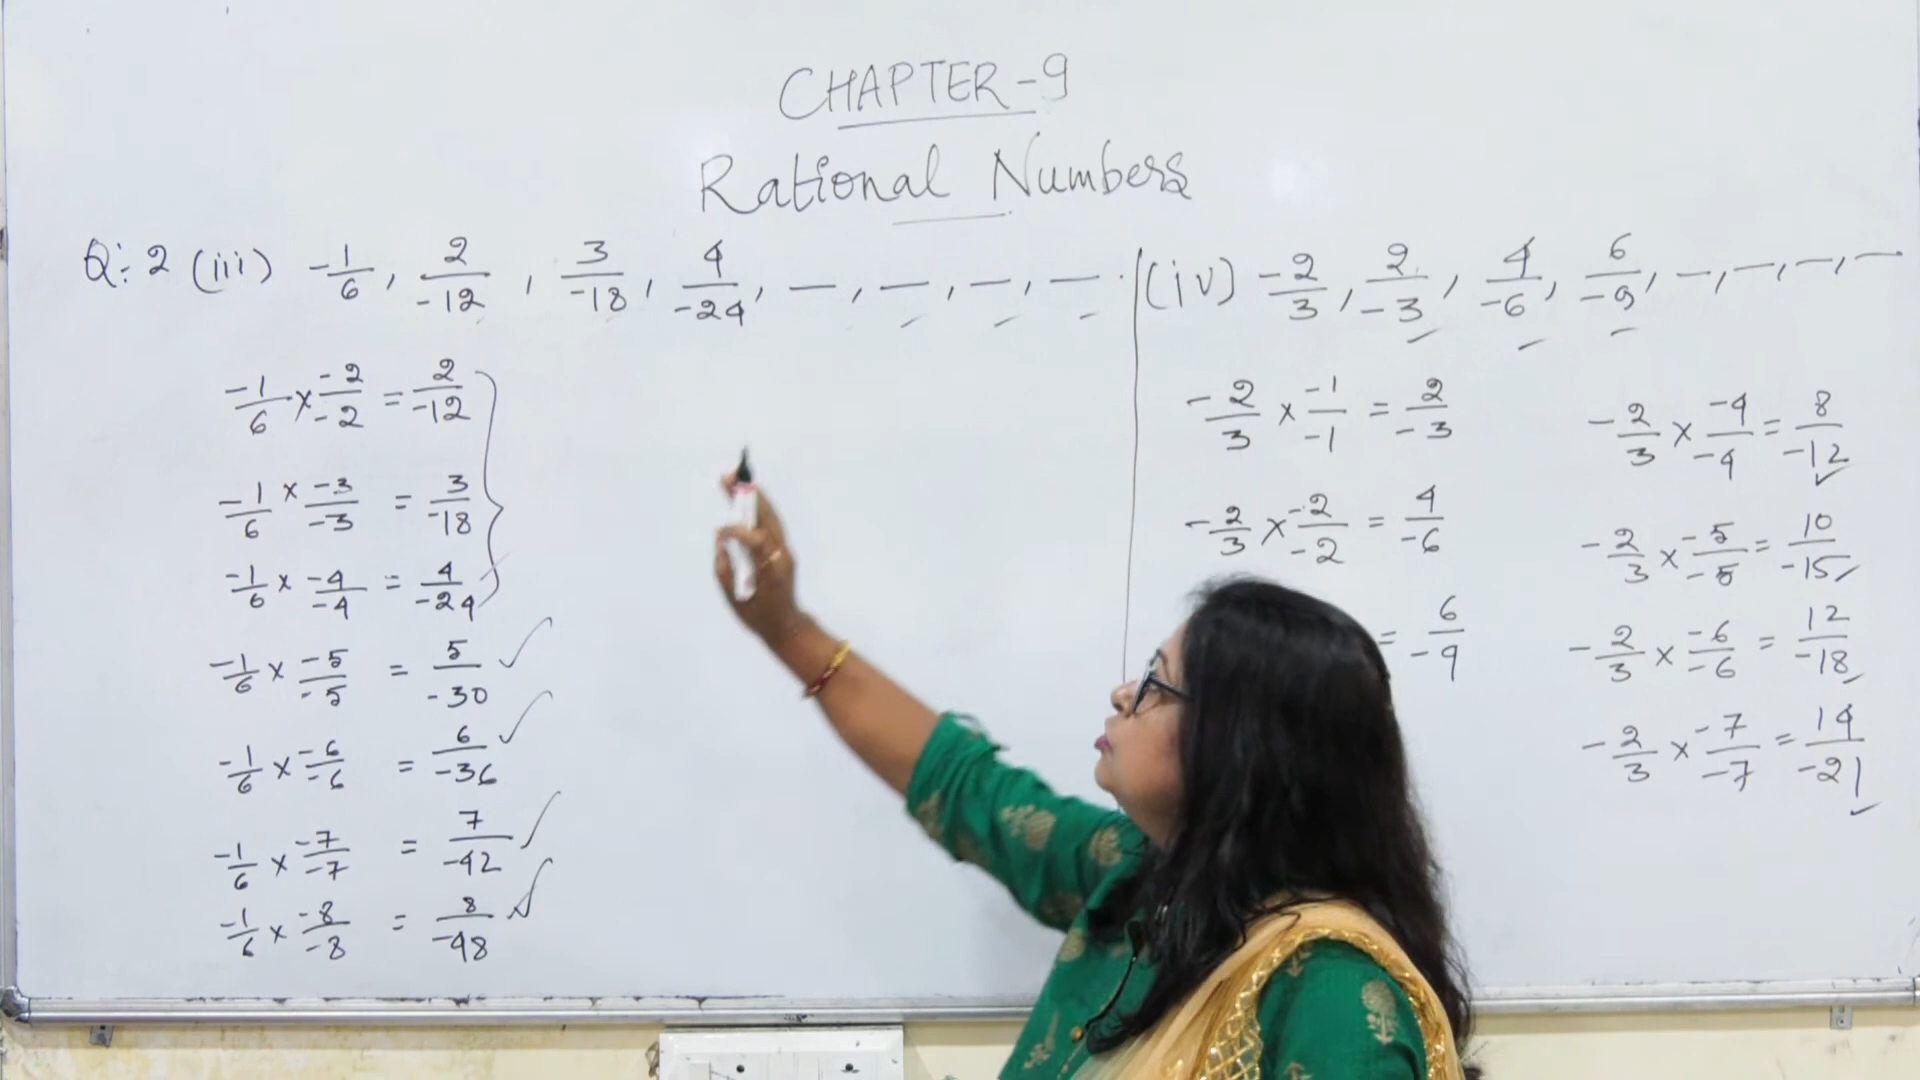 CHAPTER-9
Rational Numbers
Q:2 (iii) -1/6, 2/-12, 3/-18, 4/-24, —, —, —, — .
-1/6 × -2/-2 = 2/-12
-1/6 × -3/-3 = 3/-18
-1/6 × -4/-4 = 4/-24
-1/6 × -5/-5 = 5/-30 ✓
-1/6 × -6/-6 = 6/-36 ✓
-1/6 × -7/-7 = 7/-42 ✓
-1/6 × -8/-8 = 8/-48 ✓
(iv) -2/3, 2/-3, 4/-6, 6/-9, —, —, —, —
-2/3 × -1/-1 = 2/-3
-2/3 × -2/-2 = 4/-6
= 6/-9
-2/3 × -4/-4 = 8/-12 ✓
-2/3 × -5/-5 = 10/-15 ✓
-2/3 × -6/-6 = 12/-18 ✓
-2/3 × -7/-7 = 14/-21 ✓